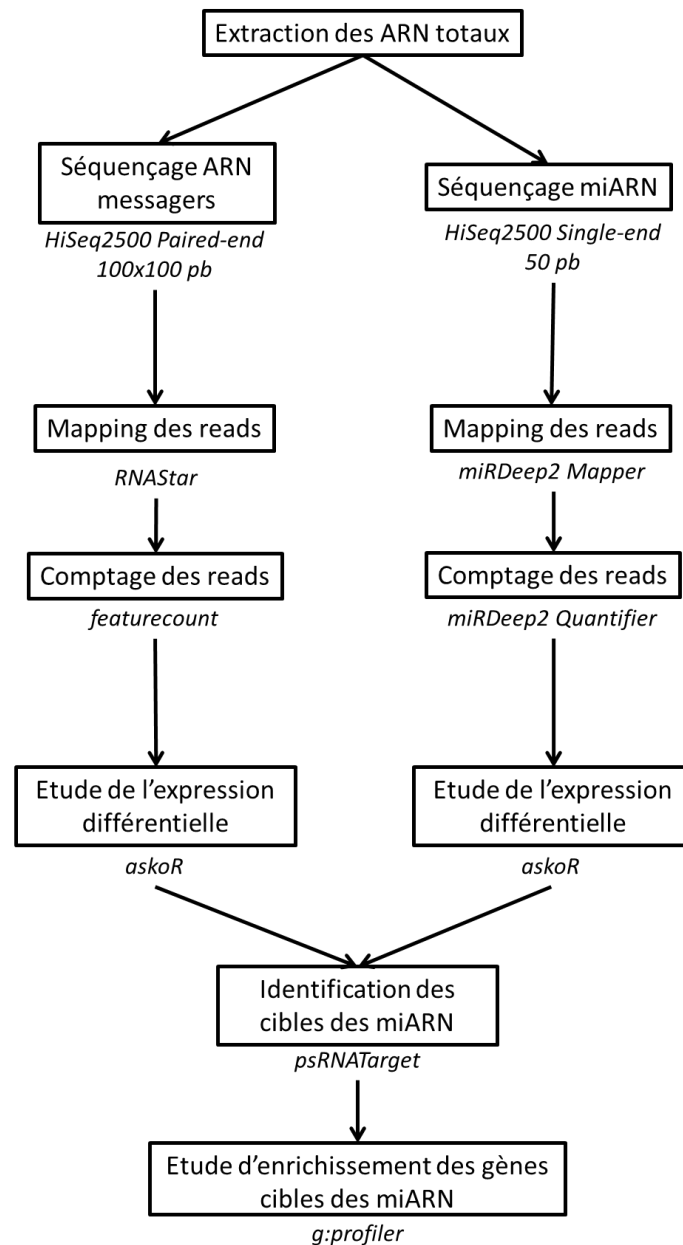 Extraction des ARN totaux
Séquençage ARN
messagers
HiSeq2500 Paired-end
100x100 pb
Séquençage miARN
HiSeq2500 Single-end
50 pb
Mapping des reads
RNAStar
Mapping des reads
miRDeep2 Mapper
Comptage des reads
featurecount
Comptage des reads
miRDeep2 Quantifier
Etude de l'expression
différentielle
askoR
Etude de l'expression
différentielle
askoR
Identification des
cibles des miARN
psRNATarget
Etude d'enrichissement des gènes
cibles des miARN
g:profiler